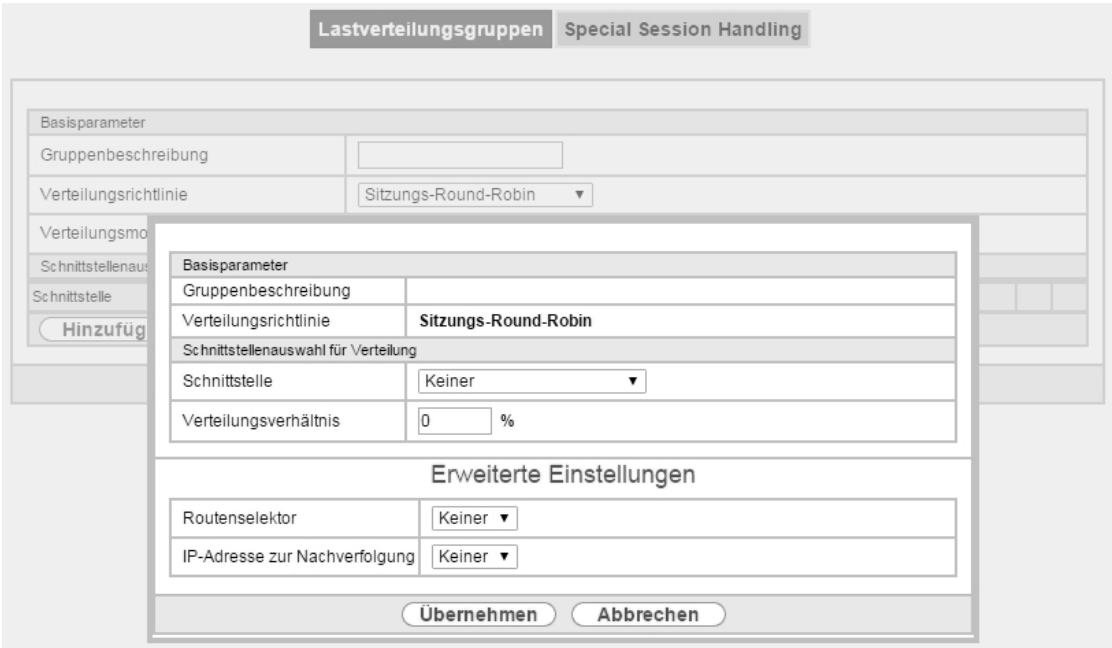 Lastverteilungsgruppen Special Session Handling
Basisparameter
Gruppenbeschreibung
Verteilungsrichtlinie Sitzungs-Round-Robin
Verteilungsmo
Schnittstellenaus
Schnittstelle
Hinzufüg
Basisparameter
Gruppenbeschreibung
Verteilungsrichtlinie Sitzungs-Round-Robin
Schnittstellenauswahl für Verteilung
Schnittstelle Keiner
Verteilungsverhältnis 0 %
Erweiterte Einstellungen
Routenselektor Keiner
IP-Adresse zur Nachverfolgung Keiner
Übernehmen Abbrechen